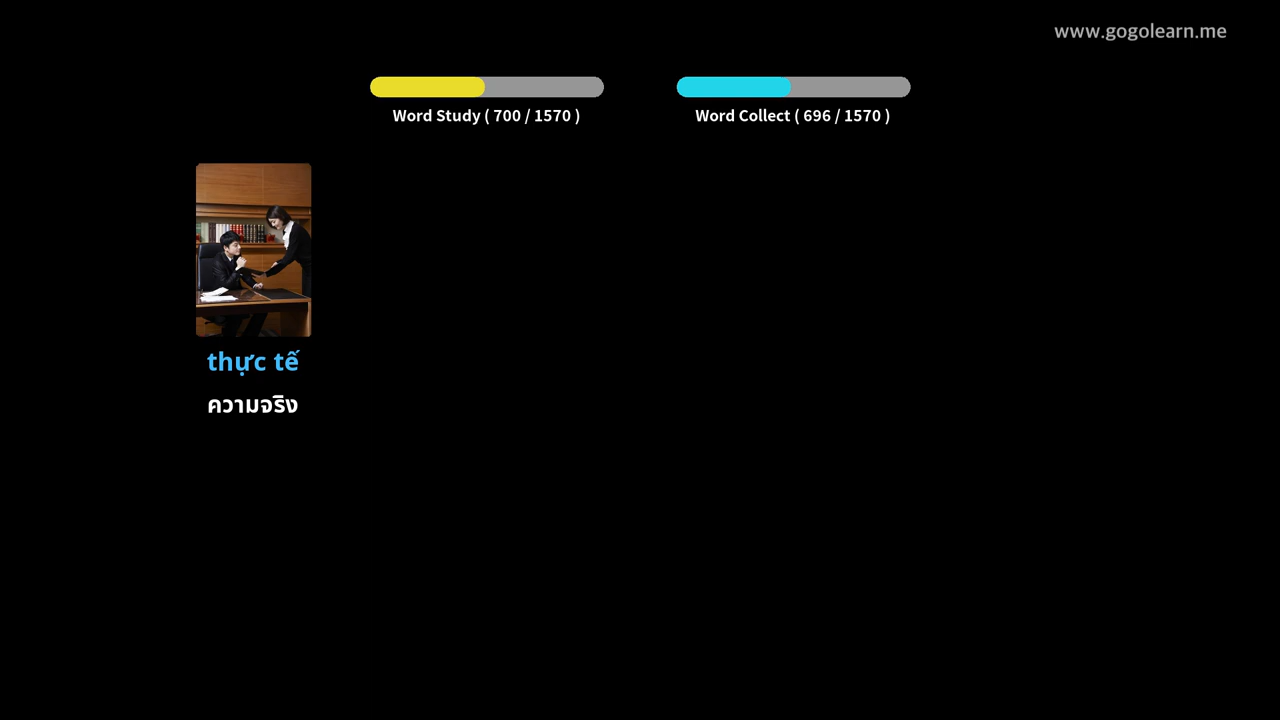 www.gogolearn.me
Word Study ( 700 / 1570 )
Word Collect ( 696 / 1570 )
thực tế
ความจริง